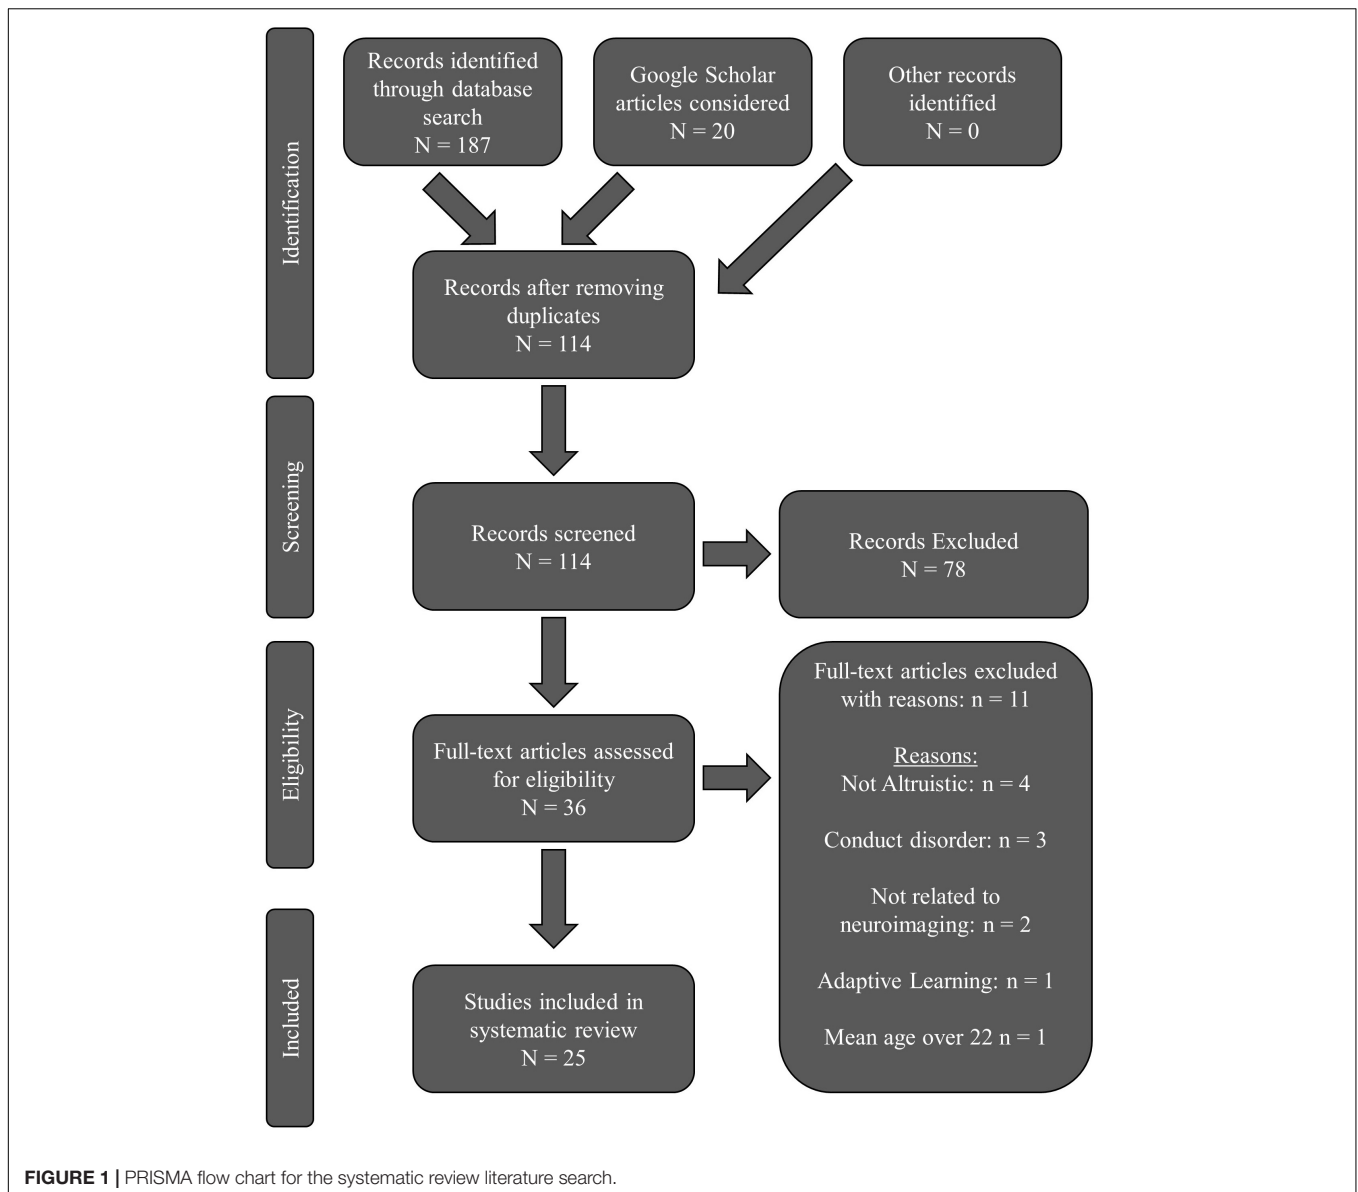 Identification
Records identified
through database
search
N = 187
Google Scholar
articles considered
N = 20
Other records
identified
N = 0
Records after removing
duplicates
N = 114
Screening
Records screened
N = 114
Records Excluded
N = 78
Eligibility
Full-text articles assessed
for eligibility
N = 36
Full-text articles excluded
with reasons: n = 11
Reasons:
Not Altruistic: n = 4
Conduct disorder: n = 3
Not related to
neuroimaging: n = 2
Adaptive Learning: n = 1
Mean age over 22 n = 1
Included
Studies included in
systematic review
N = 25
FIGURE 1 | PRISMA flow chart for the systematic review literature search.